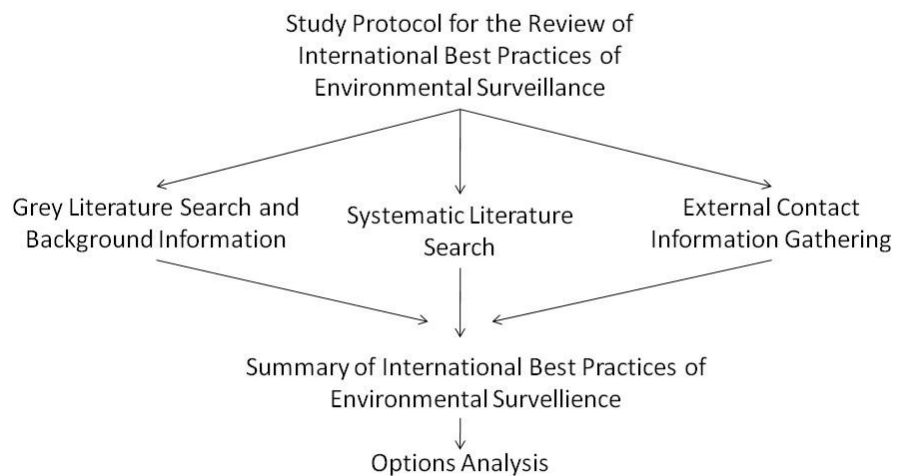 Study Protocol for the Review of
International Best Practices of
Environmental Surveillance
Grey Literature Search and
Background Information
Systematic Literature
Search
External Contact
Information Gathering
Summary of International Best Practices of
Environmental Survellience
Options Analysis